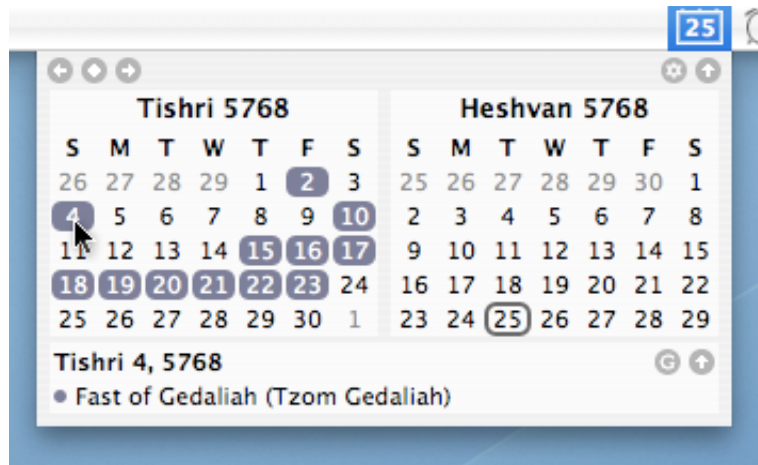 25
Tishri 5768 Heshvan 5768
S M T W T F S S M T W T F S
26 27 28 29 1 2 3 25 26 27 28 29 30 1
4 5 6 7 8 9 10 2 3 4 5 6 7 8
11 12 13 14 15 16 17 9 10 11 12 13 14 15
18 19 20 21 22 23 24 16 17 18 19 20 21 22
25 26 27 28 29 30 1 23 24 25 26 27 28 29
Tishri 4, 5768 G
Fast of Gedaliah (Tzom Gedaliah)